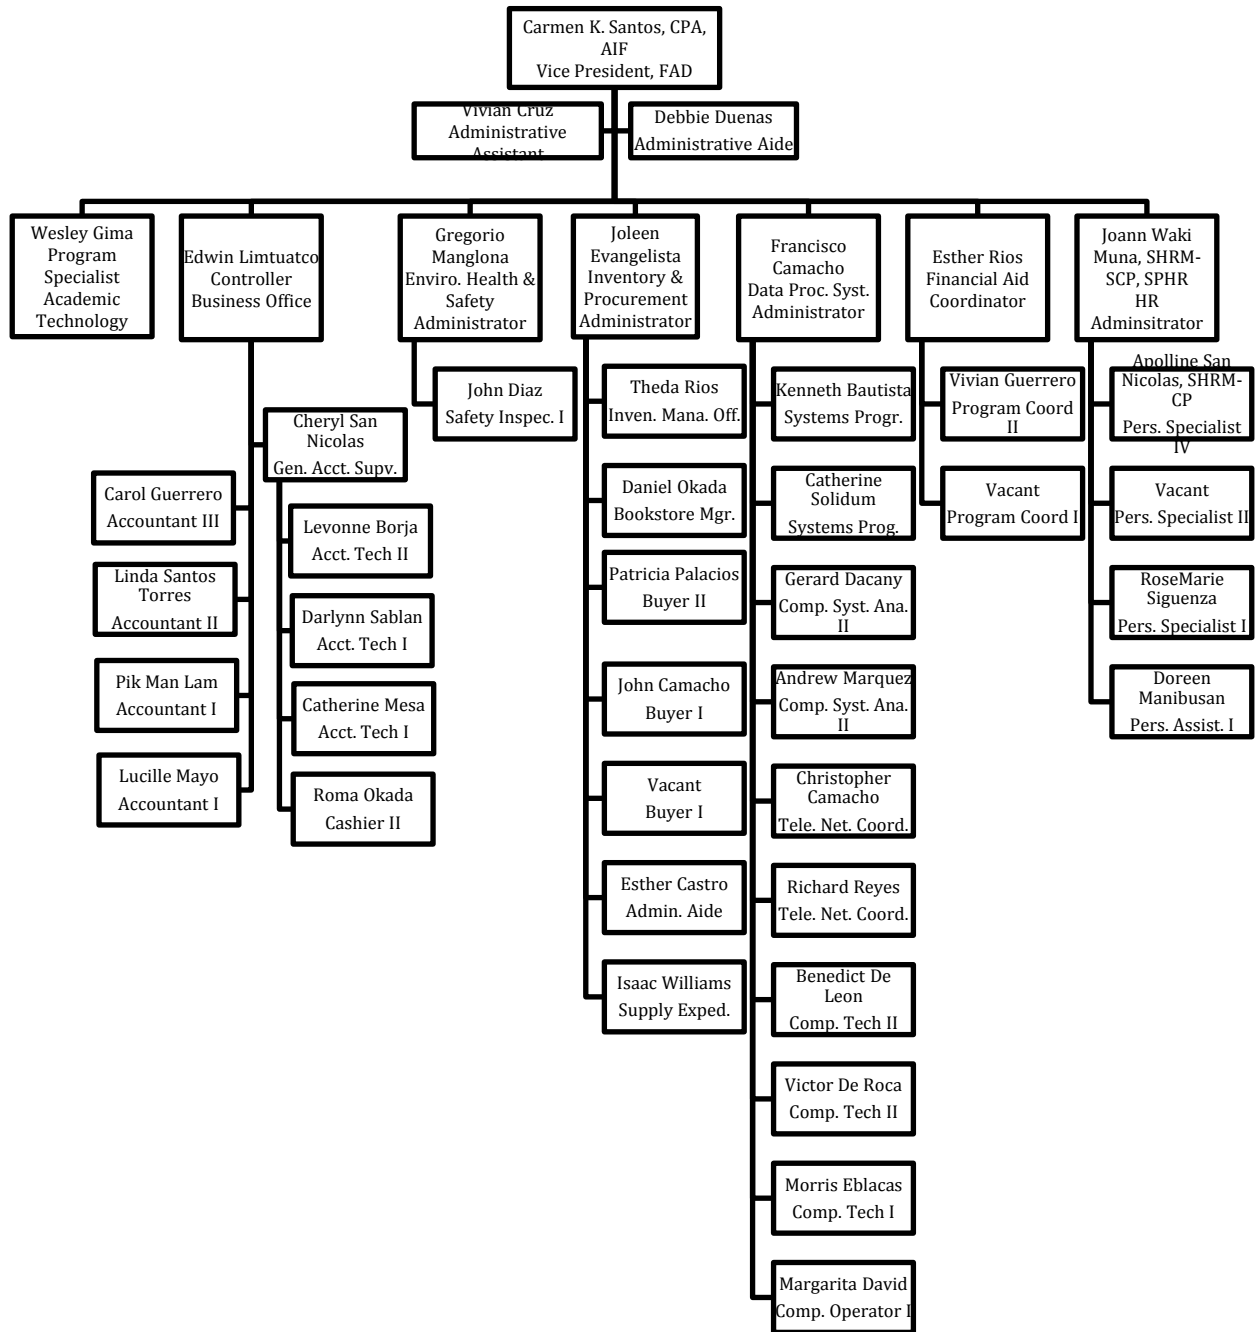 Carmen K. Santos, CPA,
AIF
Vice President, FAD
Vivian Cruz
Administrative
Assistant
Debbie Duenas
Administrative Aide
Wesley Gima
Program
Specialist
Academic
Technology
Edwin Limtuatco
Controller
Business Office
Gregorio
Manglona
Enviro. Health &
Safety
Administrator
Joleen
Evangelista
Inventory &
Procurement
Administrator
Francisco
Camacho
Data Proc. Syst.
Administrator
Esther Rios
Financial Aid
Coordinator
Joann Waki
Muna, SHRM-
SCP, SPHR
HR
Adminsitrator
Cheryl San
Nicolas
Gen. Acct. Supv.
Carol Guerrero
Accountant III
Linda Santos
Torres
Accountant II
Pik Man Lam
Accountant I
Lucille Mayo
Accountant I
Levonne Borja
Acct. Tech II
Darlynn Sablan
Acct. Tech I
Catherine Mesa
Acct. Tech I
Roma Okada
Cashier II
John Diaz
Safety Inspec. I
Theda Rios
Inven. Mana. Off.
Daniel Okada
Bookstore Mgr.
Patricia Palacios
Buyer II
John Camacho
Buyer I
Vacant
Buyer I
Esther Castro
Admin. Aide
Isaac Williams
Supply Exped.
Kenneth Bautista
Systems Progr.
Catherine
Solidum
Systems Prog.
Gerard Dacany
Comp. Syst. Ana.
II
Andrew Marquez
Comp. Syst. Ana.
II
Christopher
Camacho
Tele. Net. Coord.
Richard Reyes
Tele. Net. Coord.
Benedict De
Leon
Comp. Tech II
Victor De Roca
Comp. Tech II
Morris Eblacas
Comp. Tech I
Margarita David
Comp. Operator I
Vivian Guerrero
Program Coord
II
Vacant
Program Coord I
Apolline San
Nicolas, SHRM-
CP
Pers. Specialist
IV
Vacant
Pers. Specialist II
RoseMarie
Siguenza
Pers. Specialist I
Doreen
Manibusan
Pers. Assist. I